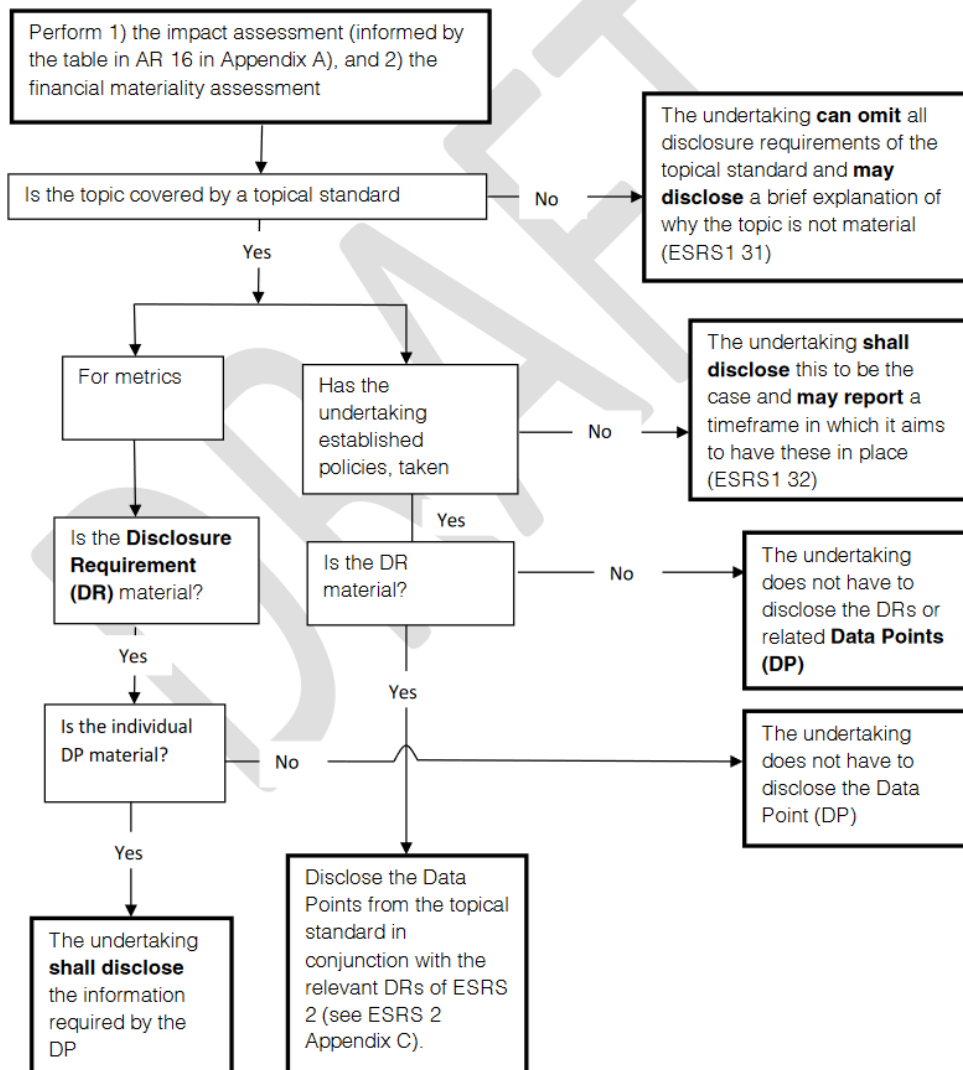 Perform 1) the impact assessment (informed by
the table in AR 16 in Appendix A), and 2) the
financial materiality assessment
The undertaking can omit all
disclosure requirements of the
topical standard and may
disclose a brief explanation of
why the topic is not material
(ESRS1 31)
Is the topic covered by a topical standard
No
Yes
The undertaking shall
disclose this to be the
case and may report a
timeframe in which it aims
to have these in place
(ESRS1 32)
For metrics
Has the
undertaking
established
policies, taken
No
Yes
Is the Disclosure
Requirement
(DR) material?
Is the DR
material?
No
The undertaking
does not have to
disclose the DRs or
related Data Points
(DP)
Yes
Yes
Is the individual
DP material?
No
The undertaking
does not have to
disclose the Data
Point (DP)
Yes
Disclose the Data
Points from the topical
standard in
conjunction with the
relevant DRs of ESRS
2 (see ESRS 2
Appendix C).
The undertaking
shall disclose
the information
required by the
DP
DRAFT